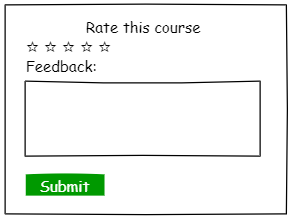 Rate this course
☆ ☆ ☆ ☆ ☆
Feedback:
Submit